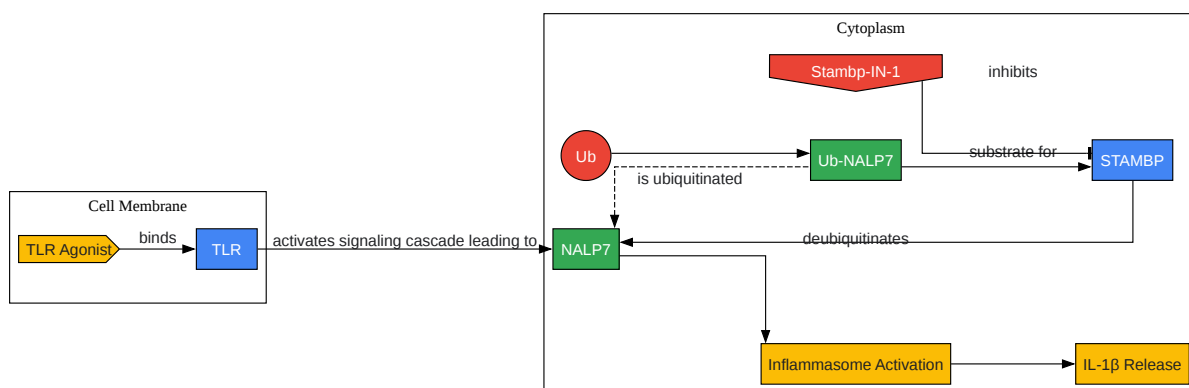 Cytoplasm
Stambp-IN-1
inhibits
Ub
Ub-NALP7
substrate for
STAMBP
is ubiquitinated
Cell Membrane
TLR Agonist
binds
TLR
activates signaling cascade leading to
NALP7
deubiquitinates
Inflammasome Activation
IL-1β Release